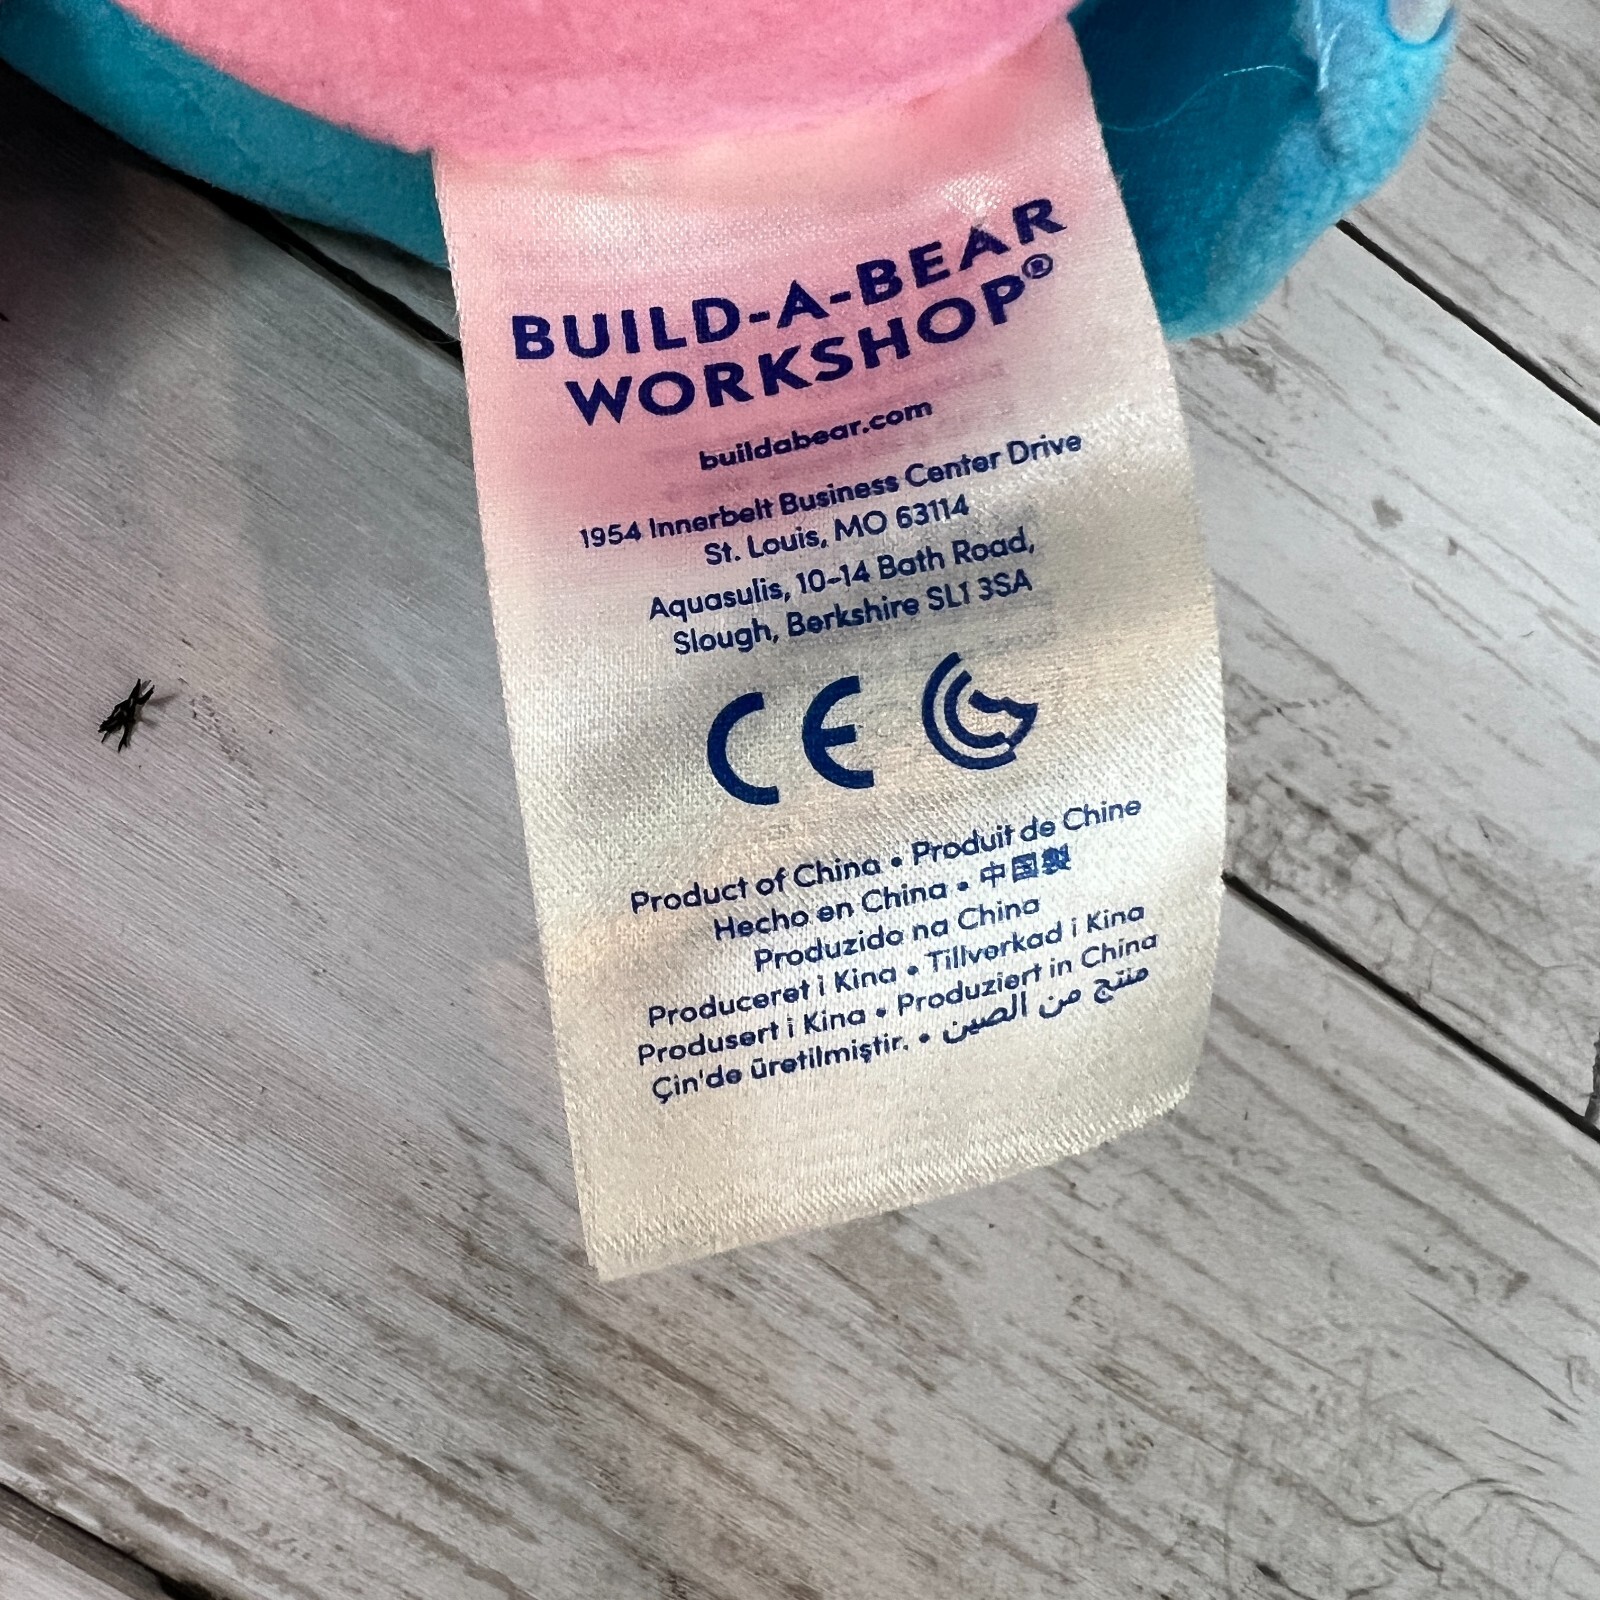 BUILD-A-BEAR
WORKSHOP®
buildabear.com
1954 Innerbelt Business Center Drive
St. Louis, MO 63114
Aquasulis, 10-14 Bath Road,
Slough, Berkshire SL1 3SA
CE
Product of China • Produit de Chine
Hecho en China • 中国製
Produzido na China
Produceret i Kina • Tillverkad i Kina
Produsert i Kina • Produziert in China
Çin'de üretilmiştir. • منتج من الصين